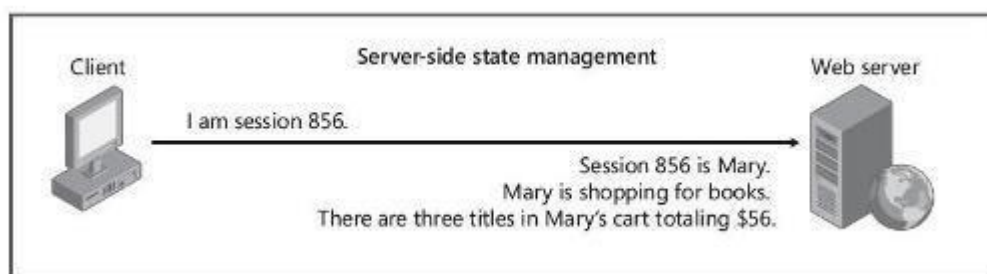 Server-side state management
Client
Web server
I am session 856.
Session 856 is Mary.
Mary is shopping for books.
There are three titles in Mary's cart totaling $56.